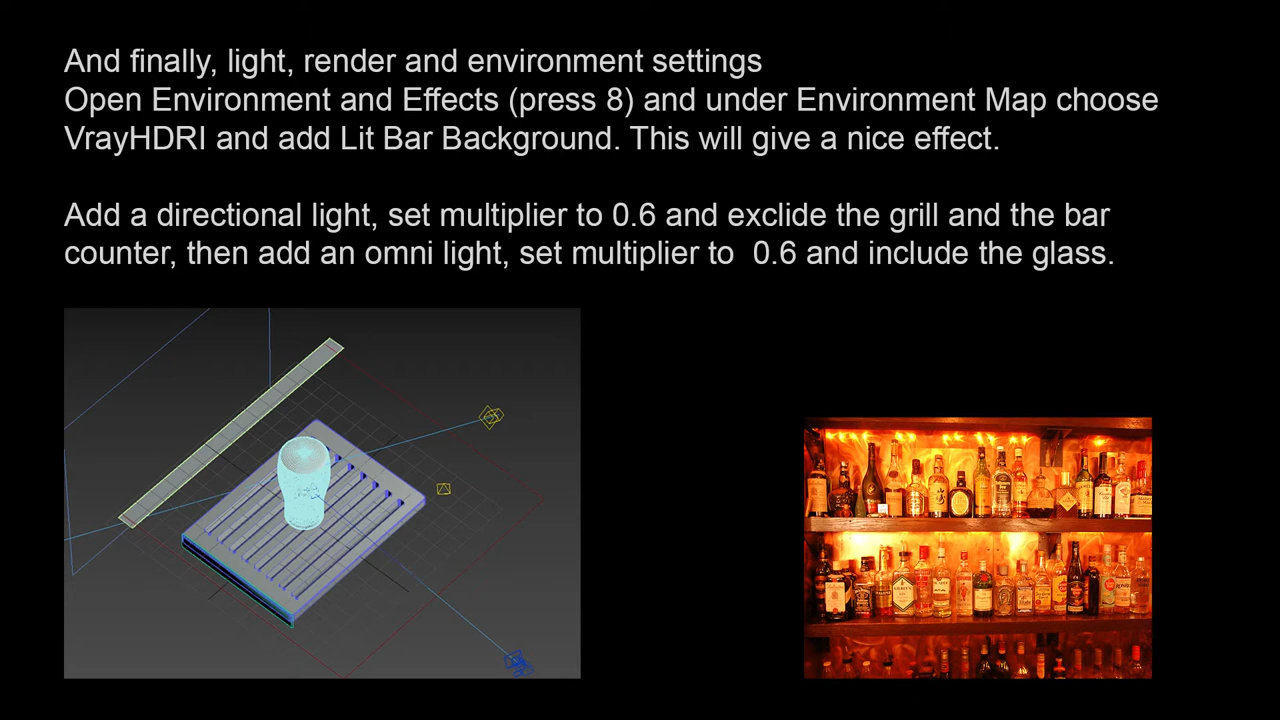 And finally, light, render and environment settings
Open Environment and Effects (press 8) and under Environment Map choose
VrayHDRI and add Lit Bar Background. This will give a nice effect.
Add a directional light, set multiplier to 0.6 and exclide the grill and the bar
counter, then add an omni light, set multiplier to  0.6 and include the glass.